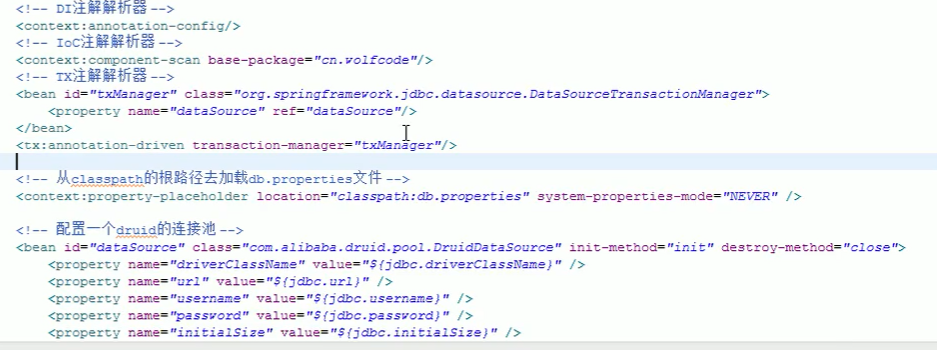 <!-- DI注解解析器 -->
<context:annotation-config/>
<!-- IoC注解解析器 -->
<context:component-scan base-package="cn.wolfcode"/>
<!-- TX注解解析器 -->
<bean id="txManager" class="org.springframework.jdbc.datasource.DataSourceTransactionManager">
    <property name="dataSource" ref="dataSource"/>
</bean>
<tx:annotation-driven transaction-manager="txManager"/>
<!-- 从classpath的根路径去加载db.properties文件 -->
<context:property-placeholder location="classpath:db.properties" system-properties-mode="NEVER" />
<!-- 配置一个druid的连接池 -->
<bean id="dataSource" class="com.alibaba.druid.pool.DruidDataSource" init-method="init" destroy-method="close">
    <property name="driverClassName" value="${jdbc.driverClassName}" />
    <property name="url" value="${jdbc.url}" />
    <property name="username" value="${jdbc.username}" />
    <property name="password" value="${jdbc.password}" />
    <property name="initialSize" value="${jdbc.initialSize}" />